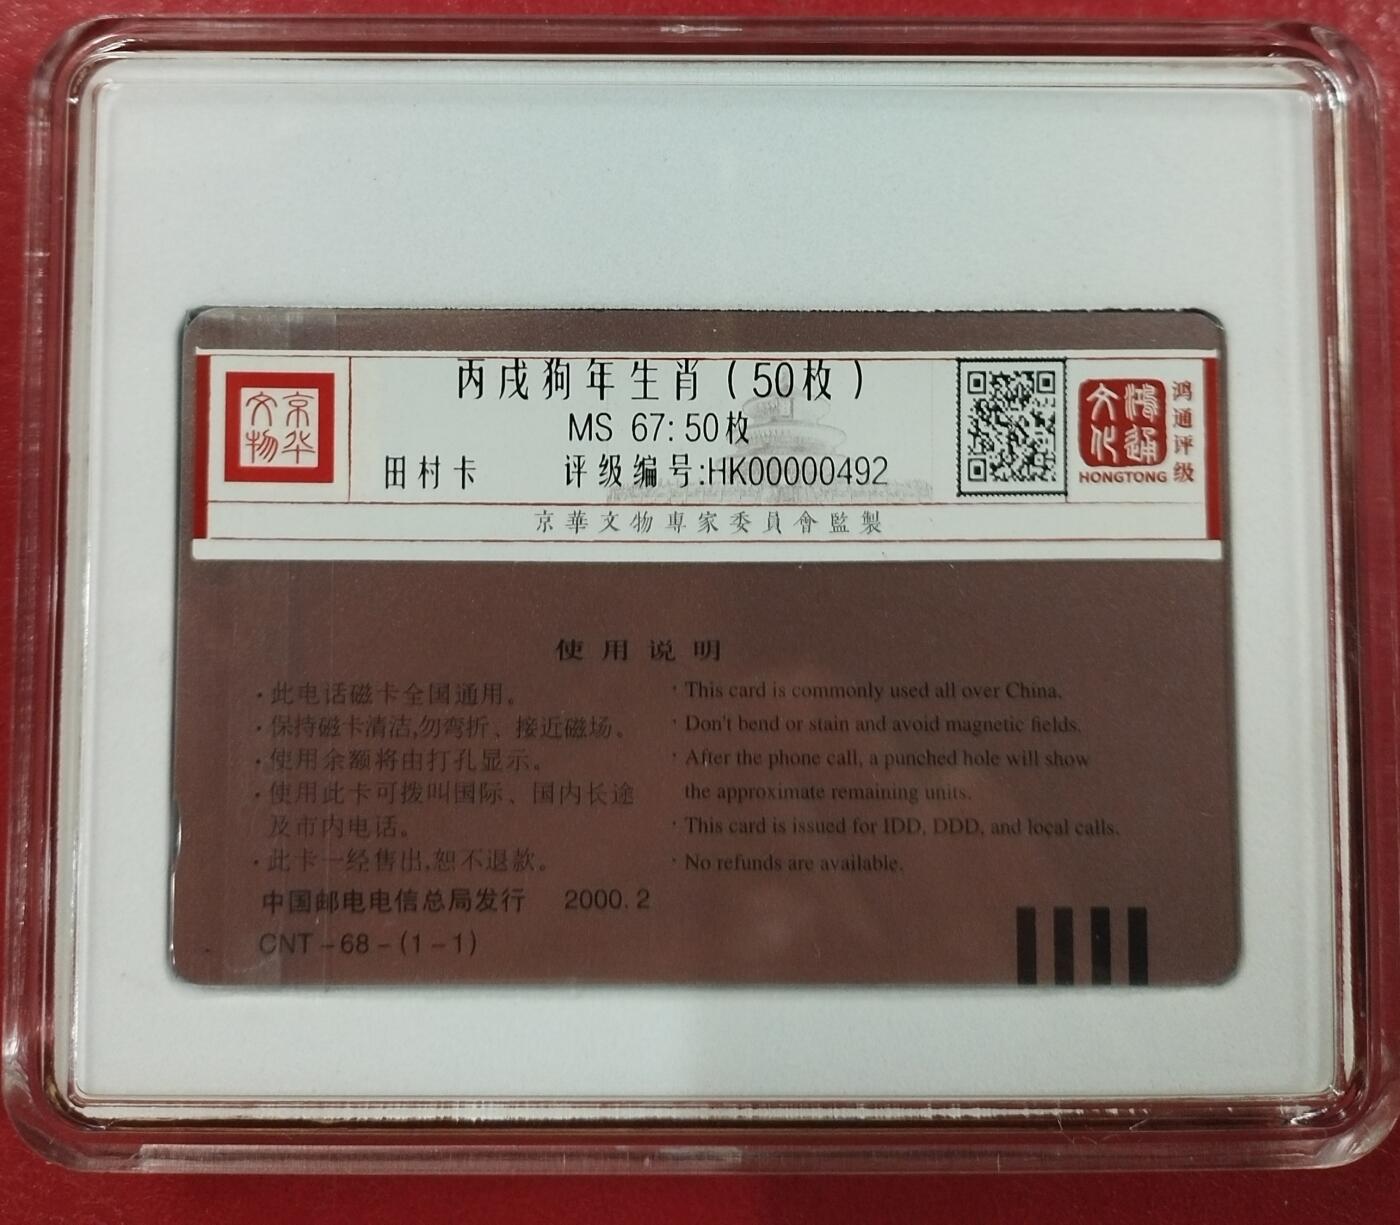 京华文物
丙戌狗年生肖（50枚）
MS 67: 50枚
田村卡 评级编号:HK00000492
京華文物專家委員會監製
鸿通文化
HONGTONG
鸿通评级
使用说明
·此电话磁卡全国通用。
·保持磁卡清洁,勿弯折、接近磁场。
·使用余额将由打孔显示。
·使用此卡可拨叫国际、国内长途
及市内电话。
·此卡一经售出,恕不退款。
中国邮电电信总局发行 2000.2
CNT-68-(1-1)
·This card is commonly used all over China.
·Don't bend or stain and avoid magnetic fields.
·After the phone call, a punched hole will show
the approximate remaining units.
·This card is issued for IDD, DDD, and local calls.
·No refunds are available.